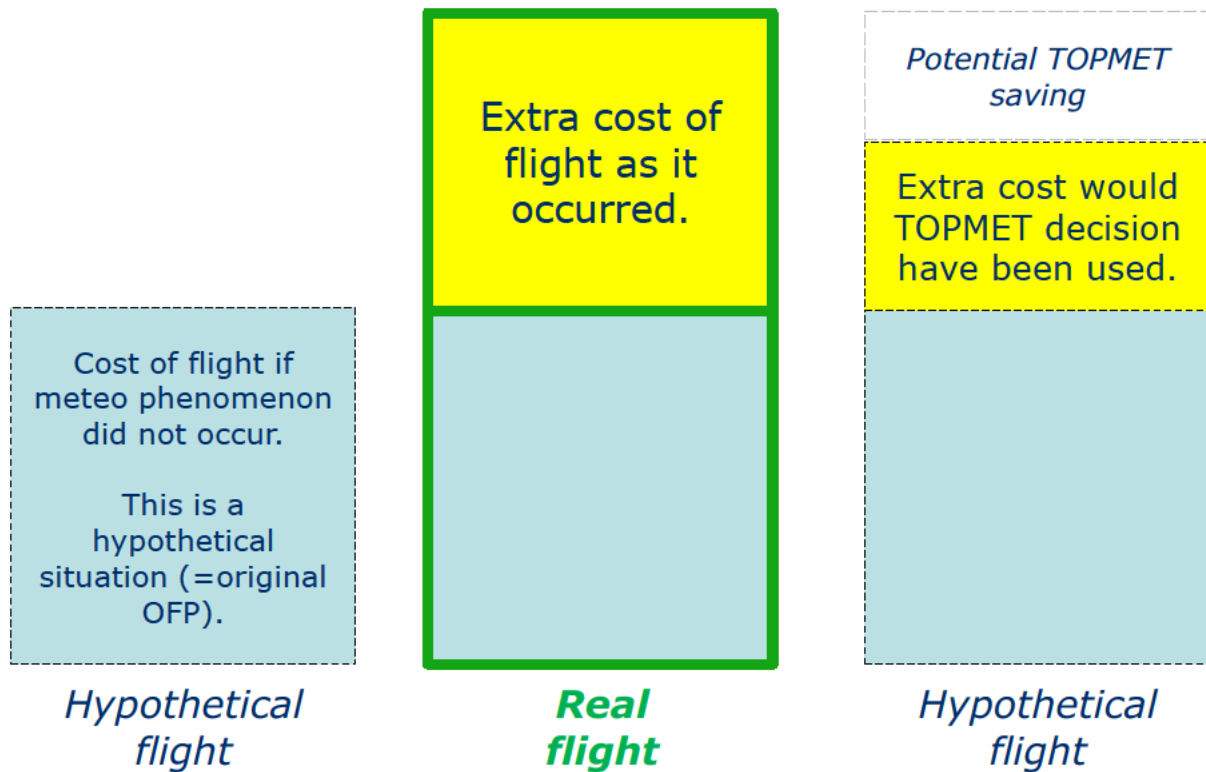 Cost of flight if
meteo phenomenon
did not occur.
This is a
hypothetical
situation (=original
OFP).
Hypothetical
flight
Extra cost of
flight as it
occurred.
Real
flight
Potential TOPMET
saving
Extra cost would
TOPMET decision
have been used.
Hypothetical
flight